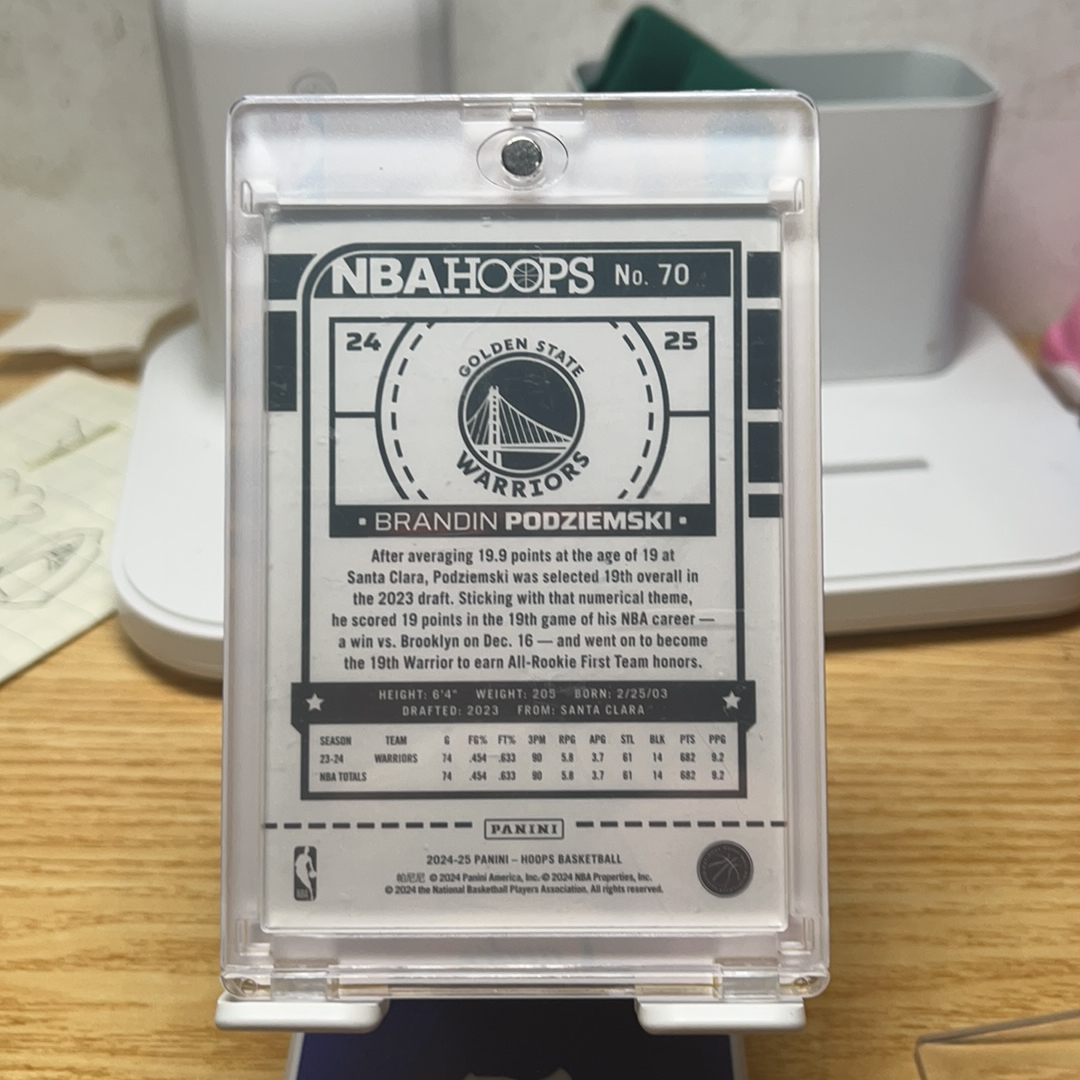 NBA HOOPS No. 70
24 25
GOLDEN STATE
WARRIORS
• BRANDIN PODZIEMSKI •
After averaging 19.9 points at the age of 19 at
Santa Clara, Podziemski was selected 19th overall in
the 2023 draft. Sticking with that numerical theme,
he scored 19 points in the 19th game of his NBA career —
a win vs. Brooklyn on Dec. 16 — and went on to become
the 19th Warrior to earn All-Rookie First Team honors.
HEIGHT: 6'4" WEIGHT: 205 BORN: 2/25/03
DRAFTED: 2023 FROM: SANTA CLARA
SEASON TEAM G FG% FT% 3PM RPG APG STL BLK PTS PPG
23-24 WARRIORS 74 .454 .633 90 5.8 3.7 61 14 682 9.2
NBA TOTALS 74 .454 .633 90 5.8 3.7 61 14 682 9.2
PANINI
2024-25 PANINI – HOOPS BASKETBALL
帕尼尼 © 2024 Panini America, Inc. © 2024 NBA Properties, Inc.
© 2024 the National Basketball Players Association. All rights reserved.
NBA